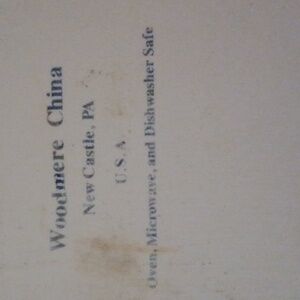 Woodmere China
New Castle, PA
U.S.A
Oven, Microwave, and Dishwasher Safe